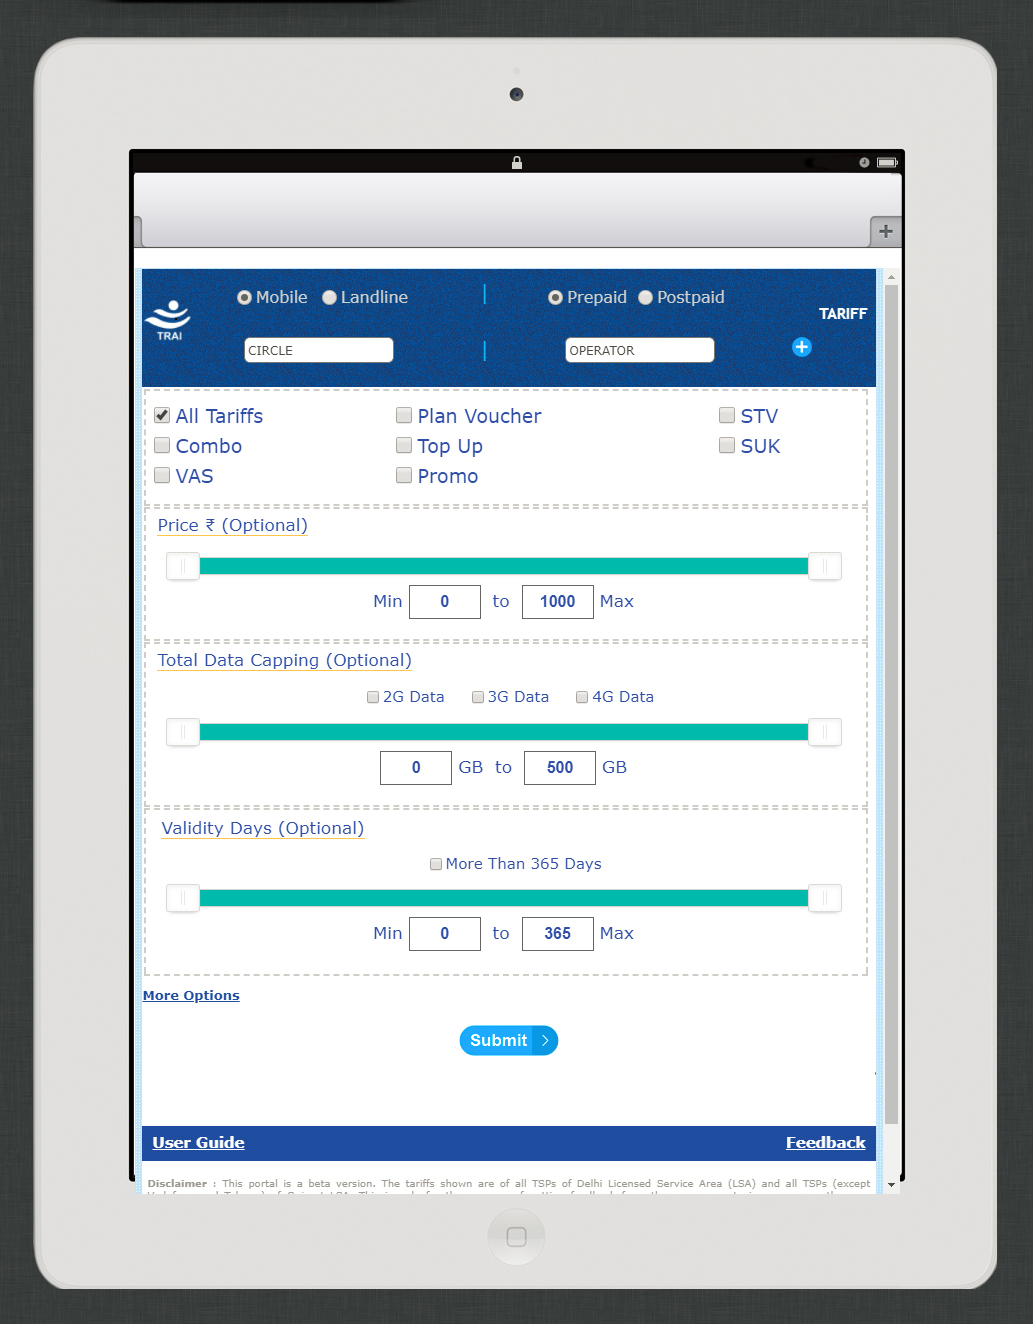 Mobile Landline | Prepaid Postpaid
TARIFF
TRAI
CIRCLE | OPERATOR
All Tariffs Plan Voucher STV
Combo Top Up SUK
VAS Promo
Price ₹ (Optional)
Min 0 to 1000 Max
Total Data Capping (Optional)
2G Data 3G Data 4G Data
0 GB to 500 GB
Validity Days (Optional)
More Than 365 Days
Min 0 to 365 Max
More Options
Submit
User Guide Feedback
Disclaimer : This portal is a beta version. The tariffs shown are of all TSPs of Delhi Licensed Service Area (LSA) and all TSPs (except